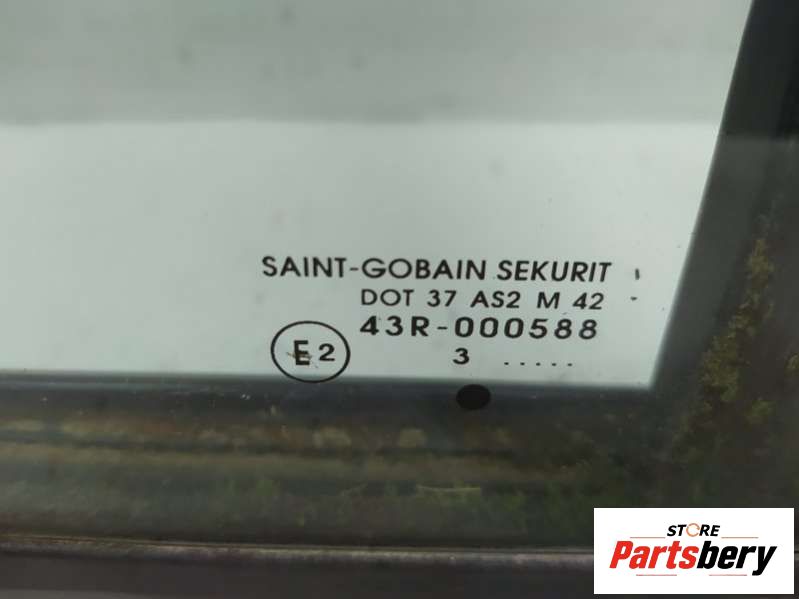 SAINT-GOBAIN SEKURIT
DOT 37 AS2 M 42
43R-000588
E2
3 .....
STORE
Partsbery